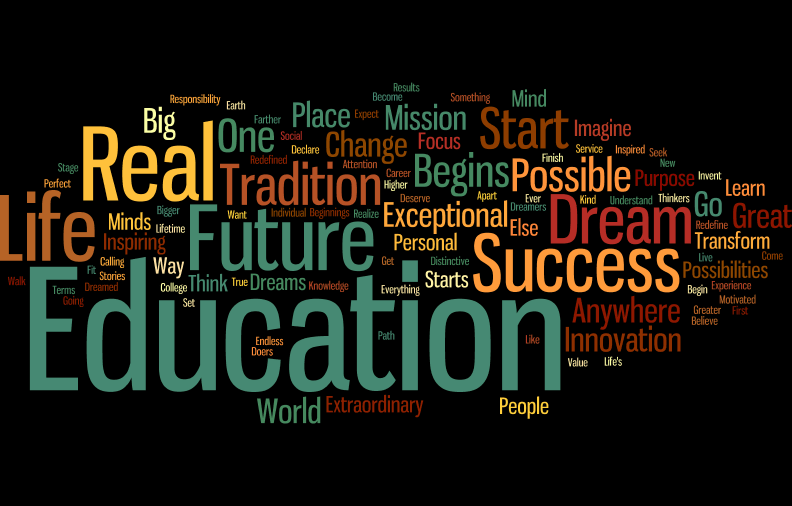 Results
Become
Something
Mind
Responsibility
Earth
Big
Farther
Place
Expect
Mission
Start
Imagine
Real
One
Social
Declare
Change
Focus
Service
Inspired
Seek
Redefined
Attention
Finish
New
Stage
Tradition
Career
Begins
Possible
Purpose
Invent
Perfect
Higher
Learn
Life
Deserve
Apart
Ever
Kind
Understand
Thinkers
Go
Great
Bigger
Want
Individual
Beginnings
Realize
Exceptional
Dreamers
Dream
Minds
Lifetime
Future
Else
Redefine
Inspiring
Personal
Transform
Calling
Way
Get
Distinctive
Success
Live
Come
Fit
Stories
Possibilities
Walk
Dreamed
College
Think
True
Dreams
Knowledge
Everything
Starts
Begin
Experience
Terms
Going
Set
Motivated
Education
Anywhere
Greater
First
Believe
Endless
Path
Like
Innovation
Doers
Value
Life's
World
Extraordinary
People